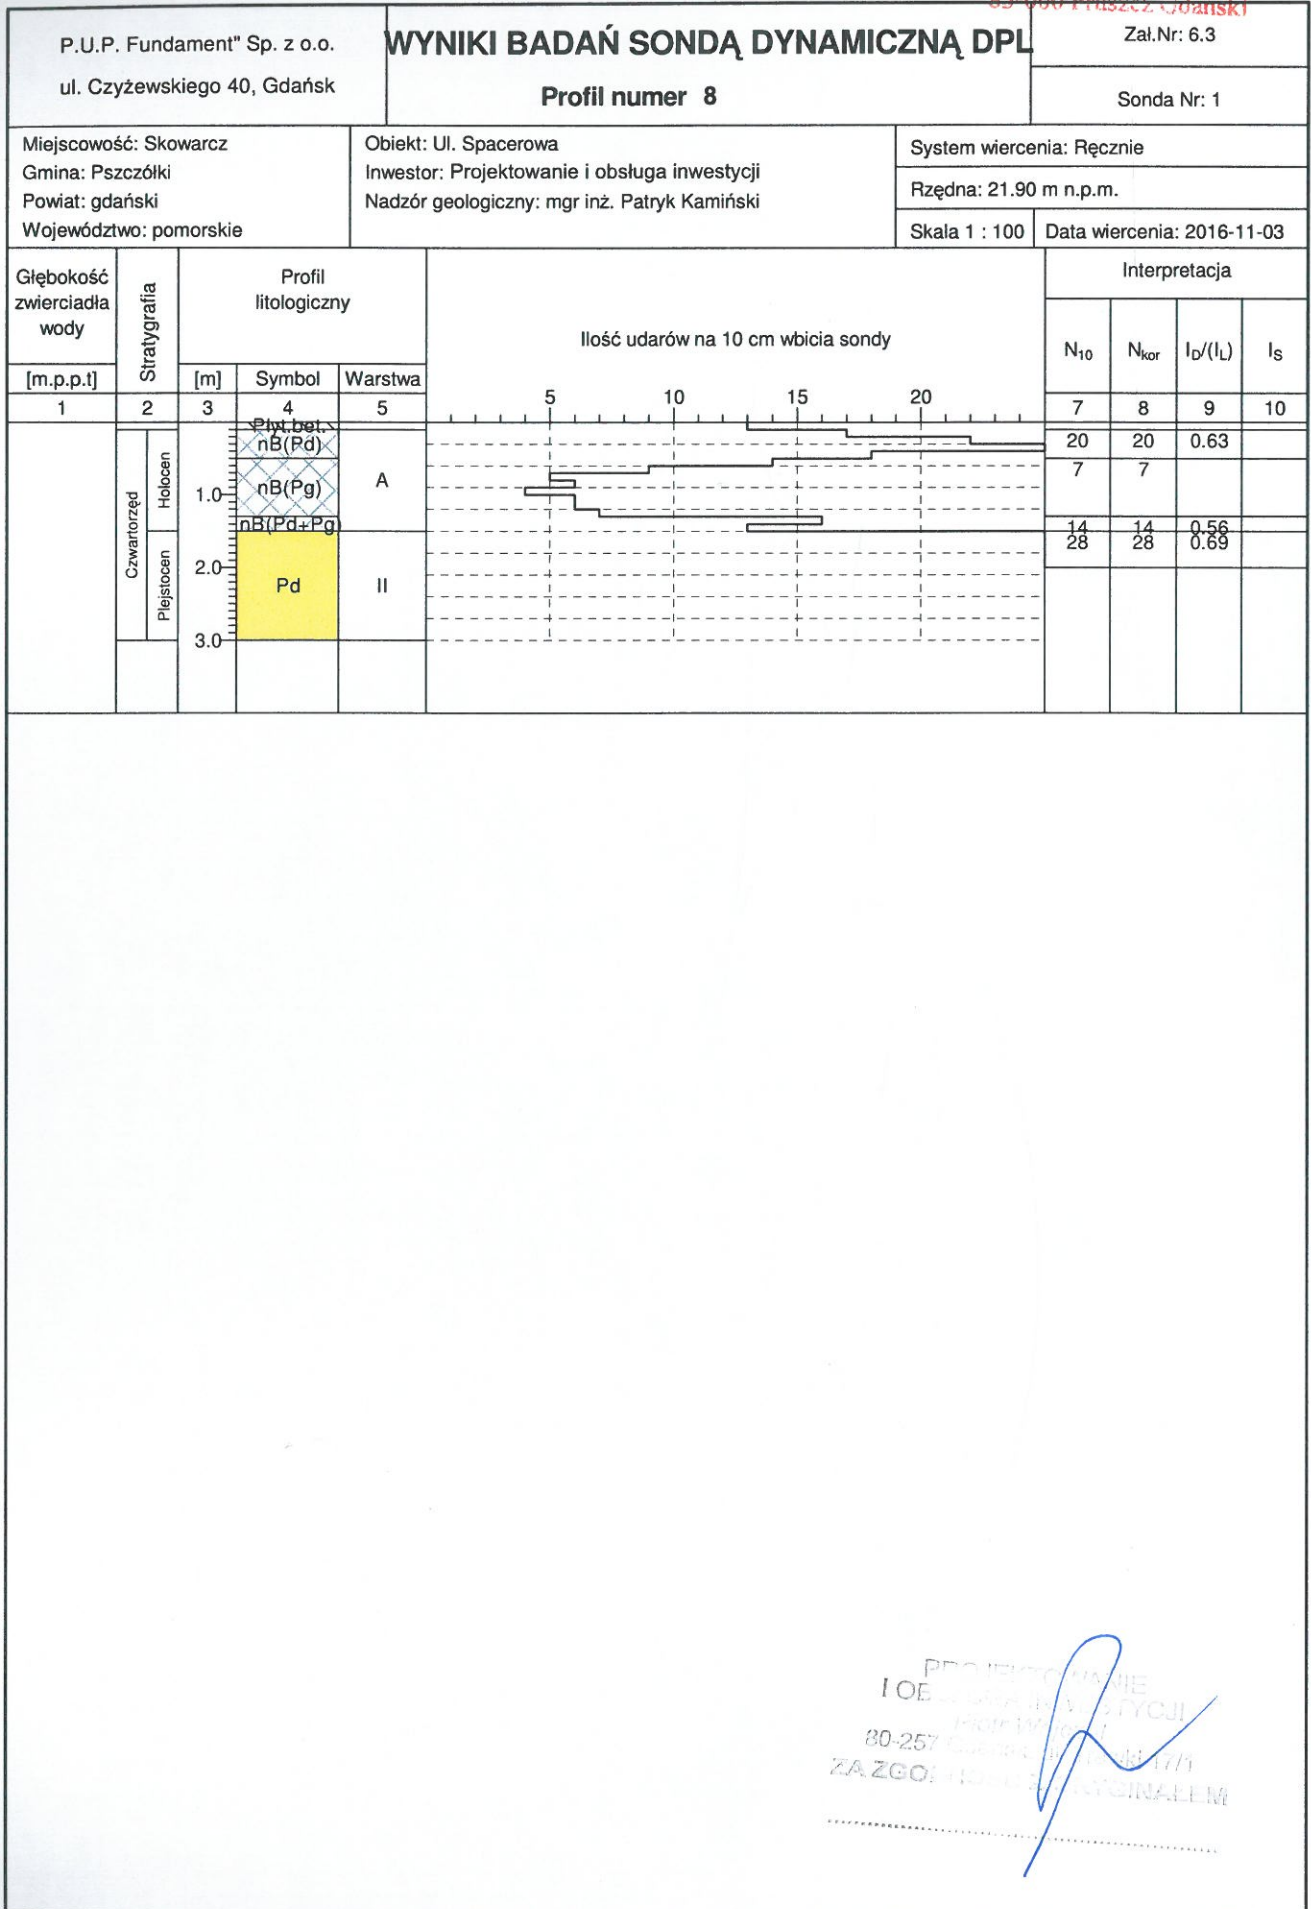 P.U.P. Fundament" Sp. z o.o.
ul. Czyżewskiego 40, Gdańsk
WYNIKI BADAŃ SONDĄ DYNAMICZNĄ DPL
Profil numer 8
Zał.Nr: 6.3
Sonda Nr: 1
Miejscowość: Skowarcz
Gmina: Pszczółki
Powiat: gdański
Województwo: pomorskie
Obiekt: Ul. Spacerowa
Inwestor: Projektowanie i obsługa inwestycji
Nadzór geologiczny: mgr inż. Patryk Kamiński
System wiercenia: Ręcznie
Rzędna: 21.90 m n.p.m.
Skala 1 : 100
Data wiercenia: 2016-11-03
Głębokość
zwierciadła
wody
[m.p.p.t]
Stratygrafia
Profil
litologiczny
[m] Symbol Warstwa
Ilość udarów na 10 cm wbicia sondy
Interpretacja
N10 Nkor ID/(IL) IS
5 10 15 20
1 2 3 4 5 7 8 9 10
Płyt.bet.
nB(Pd)
20 20 0.63
Czwartorzęd
Holocen
1.0
nB(Pg)
A
7 7
nB(Pd+Pg)
14 14 0.56
28 28 0.69
Plejstocen
2.0
Pd
II
3.0
80-257